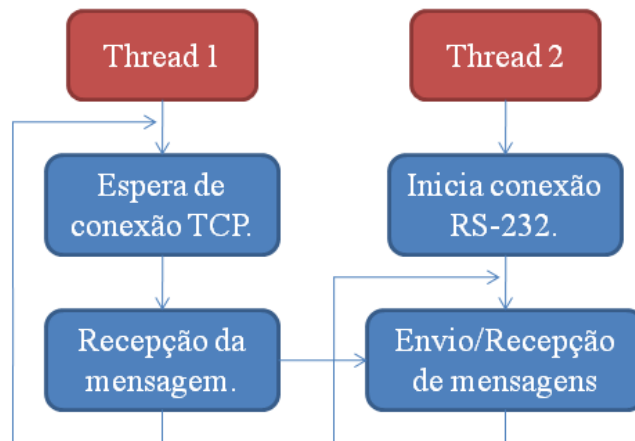 Thread 1
Thread 2
Espera de
conexão TCP.
Inicia conexão
RS-232.
Recepção da
mensagem.
Envio/Recepção
de mensagens